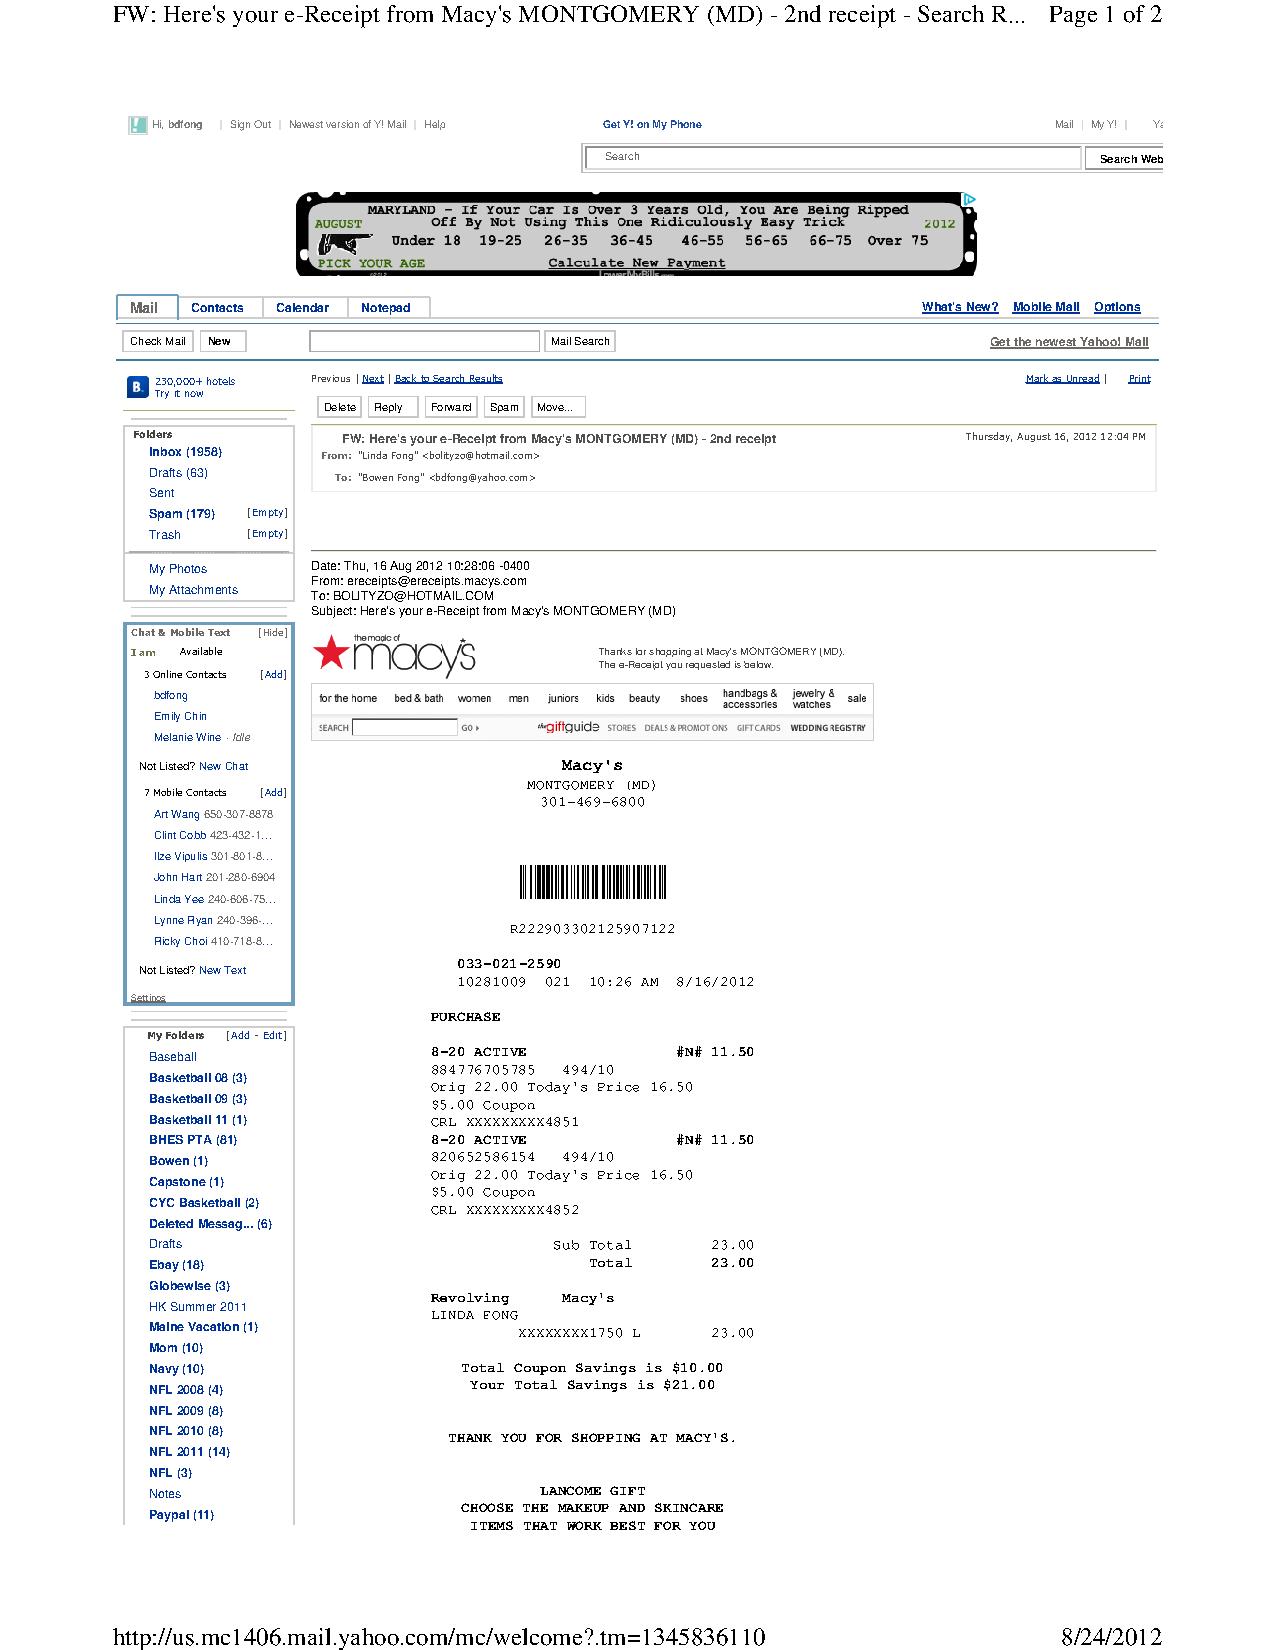 FW: Here's your e-Receipt from Macy's MONTGOMERY (MD) - 2nd receipt - Search R... Page 1 of 2
Hi, bdfong | Sign Out | Newest version of Y! Mail | Help Get Y! on My Phone Mail | My Y! | Ya
Search Search Web
MARYLAND - If Your Car Is Over 3 Years Old, You Are Being Ripped
AUGUST Off By Not Using This One Ridiculously Easy Trick 2012
Under 18 19-25 26-35 36-45 46-55 56-65 66-75 Over 75
PICK YOUR AGE Calculate New Payment
LowerMyBills.com
Mail Contacts Calendar Notepad What's New? Mobile Mail Options
Check Mail New Mail Search Get the newest Yahoo! Mail
230,000+ hotels
Try it now
Previous | Next | Back to Search Results Mark as Unread | Print
Delete Reply Forward Spam Move...
FW: Here's your e-Receipt from Macy's MONTGOMERY (MD) - 2nd receipt Thursday, August 16, 2012 12:04 PM
From: "Linda Fong" <bolityzo@hotmail.com>
To: "Bowen Fong" <bdfong@yahoo.com>
Folders
Inbox (1958)
Drafts (63)
Sent
Spam (179) [Empty]
Trash [Empty]
My Photos
My Attachments
Chat & Mobile Text [Hide]
I am Available
3 Online Contacts [Add]
bdfong
Emily Chin
Melanie Wine - Idle
Not Listed? New Chat
7 Mobile Contacts [Add]
Art Wang 650-307-8878
Clint Cobb 423-432-1...
Ilze Vipulis 301-801-8...
John Hart 201-280-6904
Linda Yee 240-606-75...
Lynne Ryan 240-396-...
Ricky Choi 410-718-8...
Not Listed? New Text
Settings
My Folders [Add - Edit]
Baseball
Basketball 08 (3)
Basketball 09 (3)
Basketball 11 (1)
BHES PTA (81)
Bowen (1)
Capstone (1)
CYC Basketball (2)
Deleted Messag... (6)
Drafts
Ebay (18)
Globewise (3)
HK Summer 2011
Maine Vacation (1)
Mom (10)
Navy (10)
NFL 2008 (4)
NFL 2009 (8)
NFL 2010 (8)
NFL 2011 (14)
NFL (3)
Notes
Paypal (11)
Date: Thu, 16 Aug 2012 10:28:06 -0400
From: ereceipts@ereceipts.macys.com
To: BOLITYZO@HOTMAIL.COM
Subject: Here's your e-Receipt from Macy's MONTGOMERY (MD)
the magic of
macy's
Thanks for shopping at Macy's MONTGOMERY (MD).
The e-Receipt you requested is below.
for the home bed & bath women men juniors kids beauty shoes handbags & accessories jewelry & watches sale
SEARCH GO the giftguide STORES DEALS & PROMOTIONS GIFT CARDS WEDDING REGISTRY
Macy's
MONTGOMERY (MD)
301-469-6800
R222903302125907122
033-021-2590
10281009 021 10:26 AM 8/16/2012
PURCHASE
8-20 ACTIVE #N# 11.50
884776705785 494/10
Orig 22.00 Today's Price 16.50
$5.00 Coupon
CRL XXXXXXXXX4851
8-20 ACTIVE #N# 11.50
820652586154 494/10
Orig 22.00 Today's Price 16.50
$5.00 Coupon
CRL XXXXXXXXX4852
Sub Total 23.00
Total 23.00
Revolving Macy's
LINDA FONG
XXXXXXXX1750 L 23.00
Total Coupon Savings is $10.00
Your Total Savings is $21.00
THANK YOU FOR SHOPPING AT MACY'S.
LANCOME GIFT
CHOOSE THE MAKEUP AND SKINCARE
ITEMS THAT WORK BEST FOR YOU
http://us.mc1406.mail.yahoo.com/mc/welcome?.tm=1345836110 8/24/2012